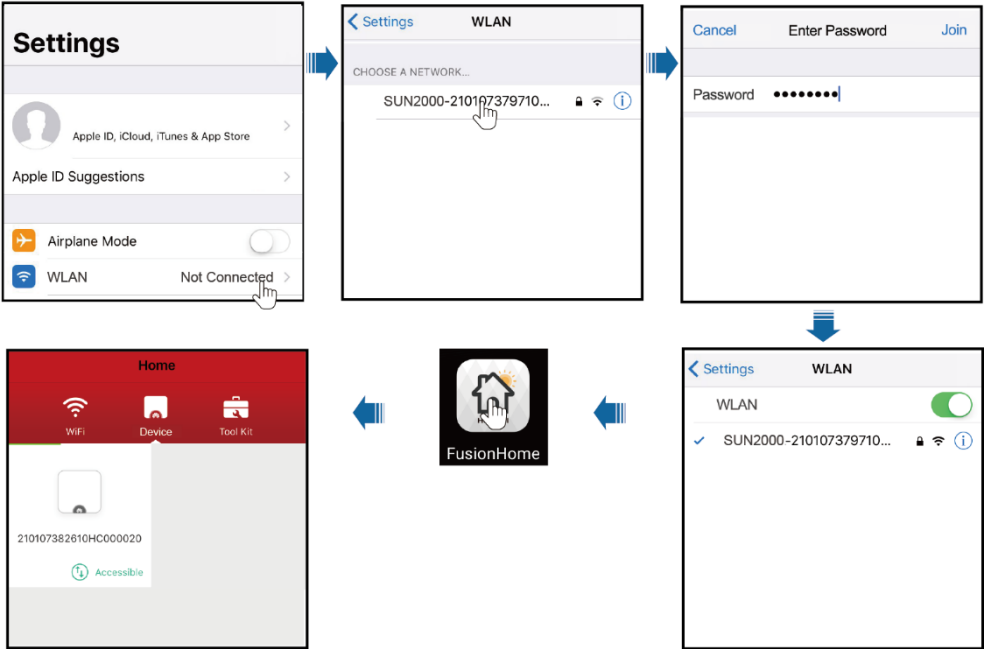 Settings
Apple ID, iCloud, iTunes & App Store
Apple ID Suggestions
Airplane Mode
WLAN Not Connected
Settings WLAN
CHOOSE A NETWORK...
SUN2000-210107379710...
Cancel Enter Password Join
Password ••••••••
Settings WLAN
WLAN
SUN2000-210107379710...
FusionHome
Home
WiFi Device Tool Kit
210107382610HC000020
Accessible